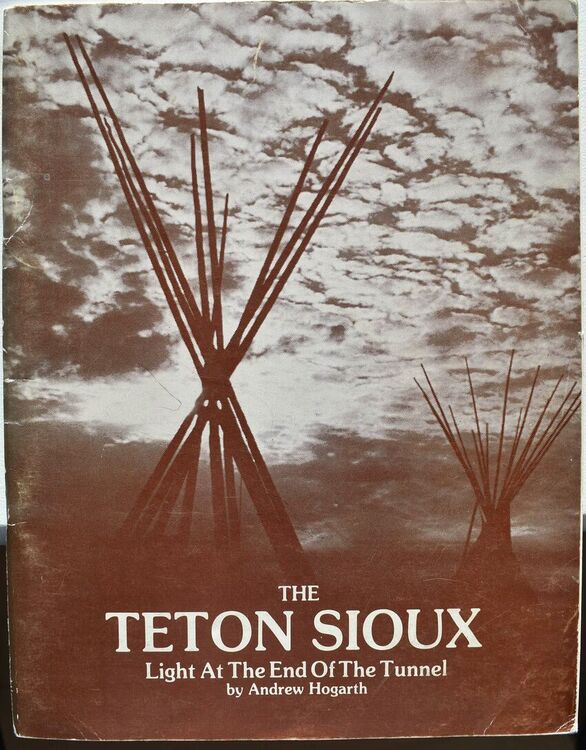 THE
TETON SIOUX
Light At The End Of The Tunnel
by Andrew Hogarth